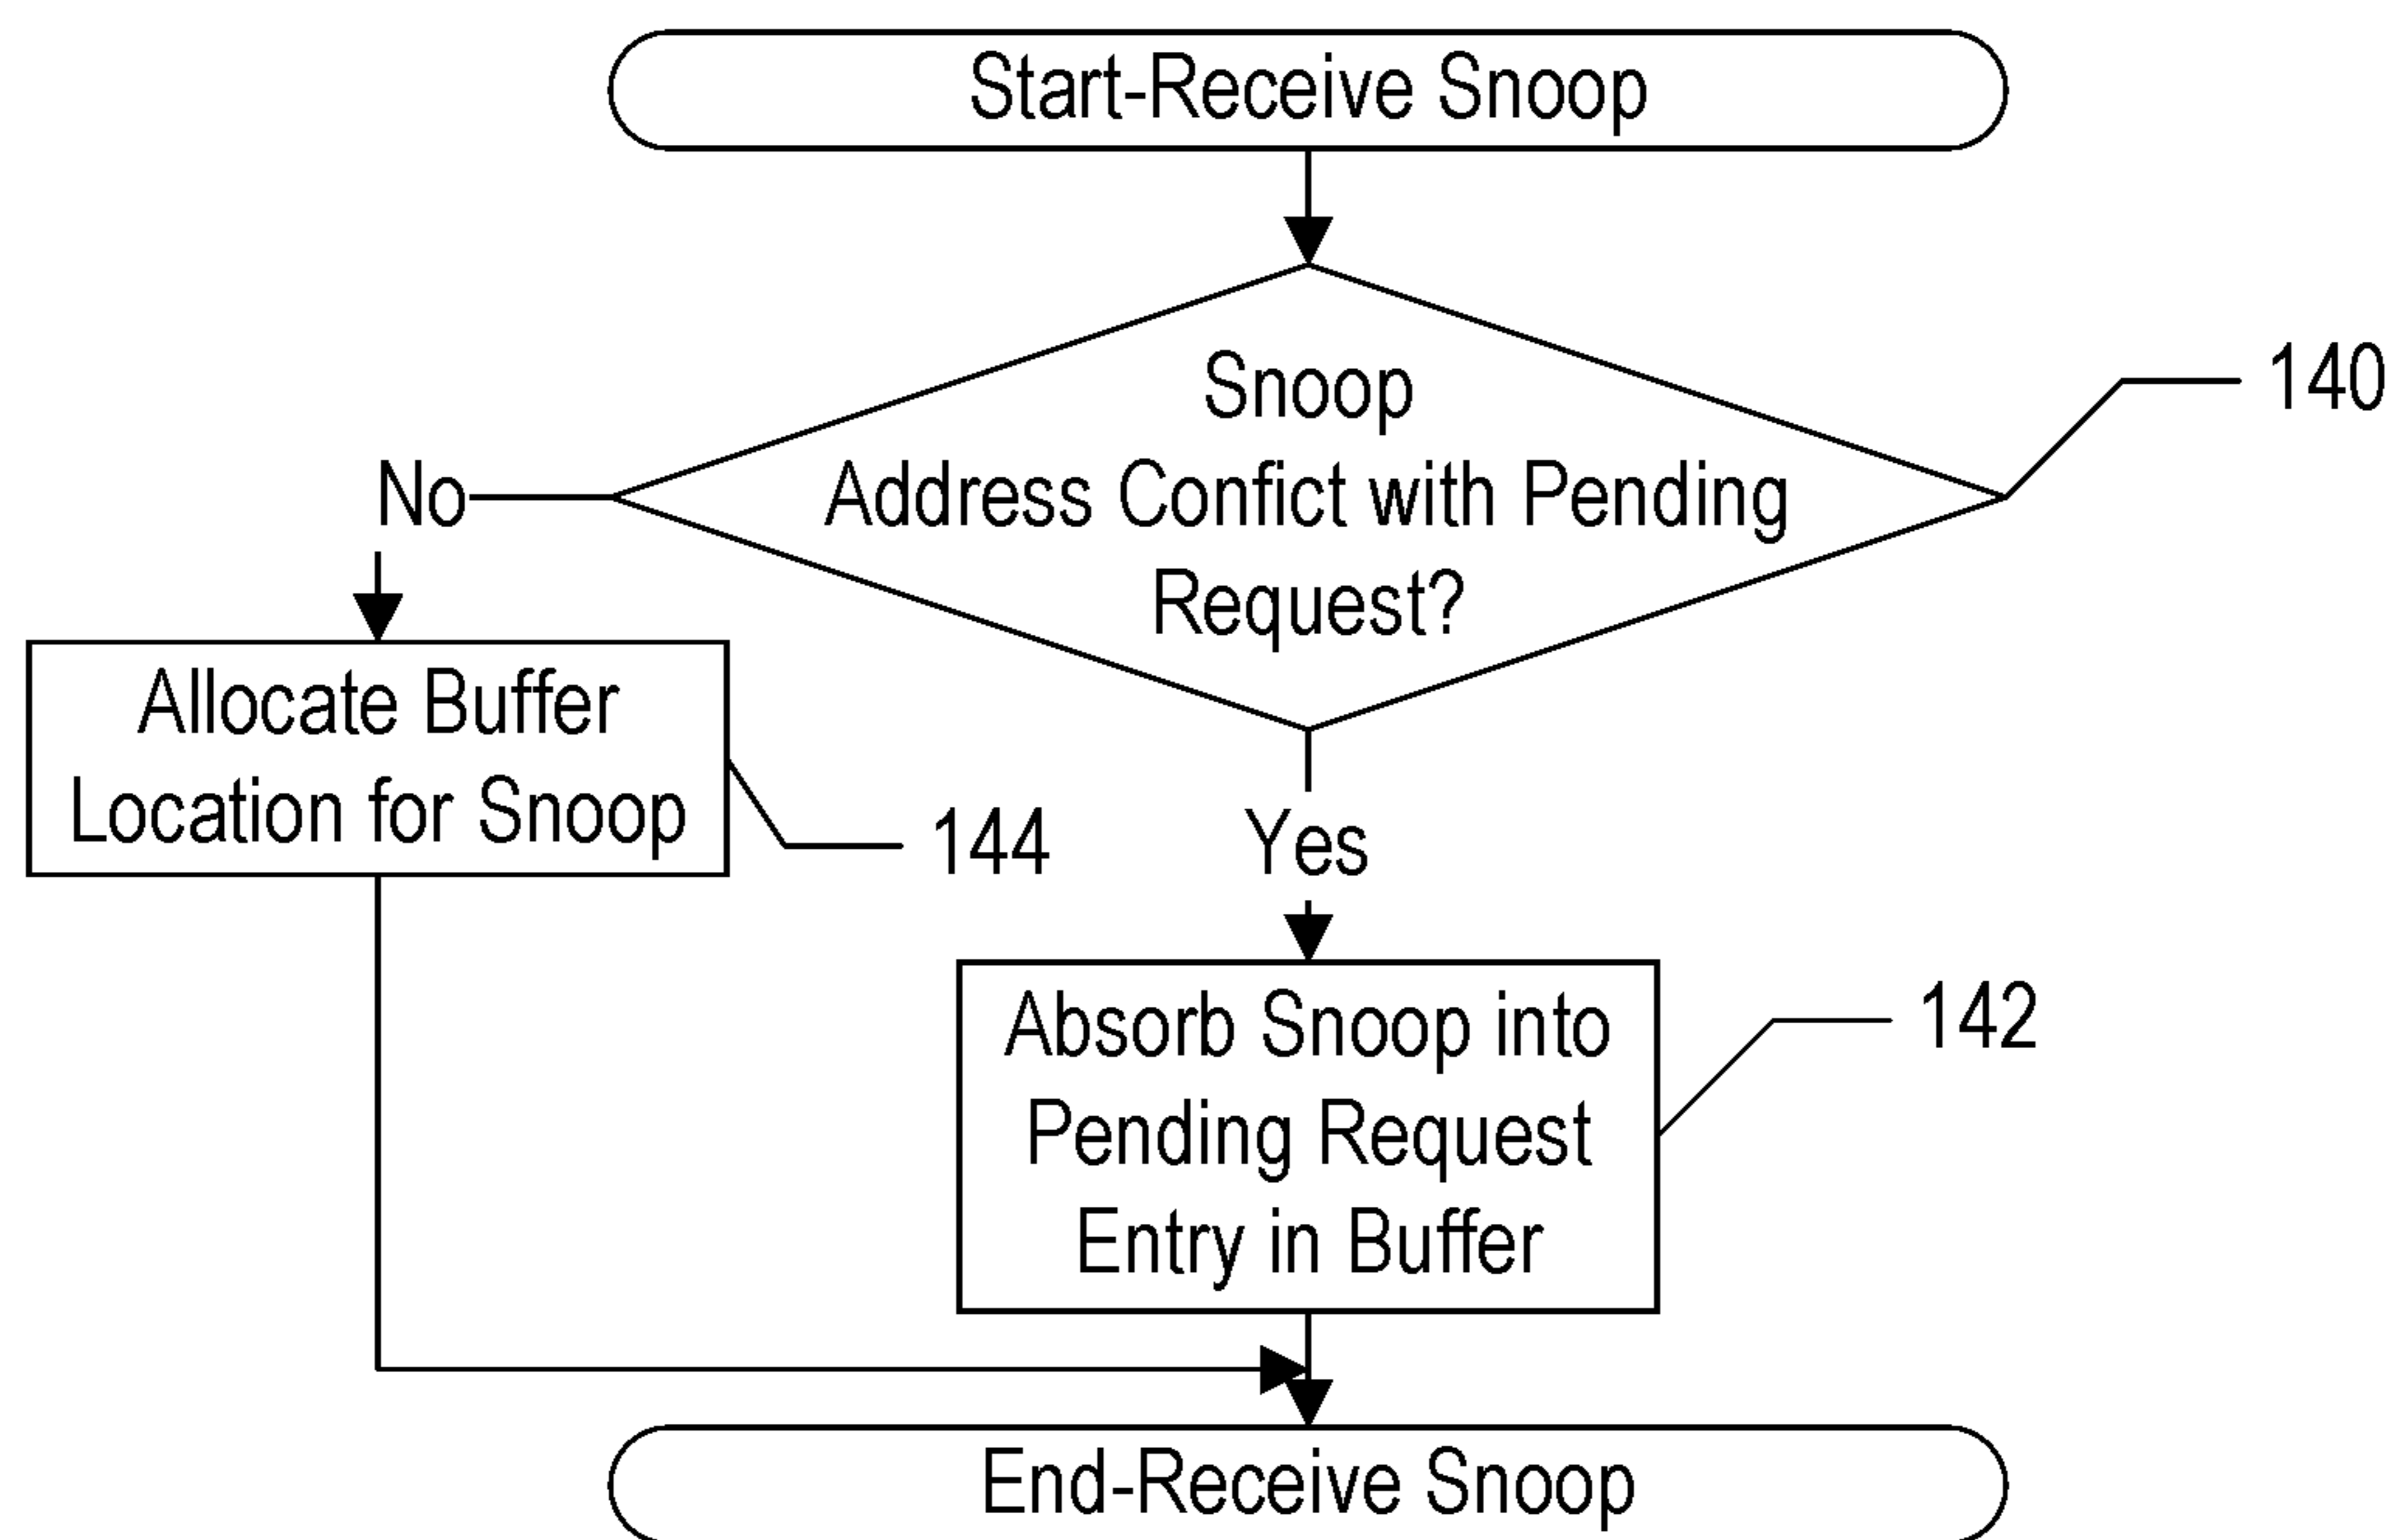 Start-Receive Snoop
Snoop
Address Confict with Pending
Request?
140
No
Allocate Buffer
Location for Snoop
144
Yes
Absorb Snoop into
Pending Request
Entry in Buffer
142
End-Receive Snoop